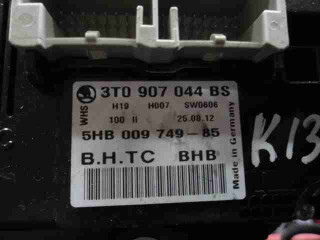 3T0 907 044 BS
WHS
H19 H007 SW0606
100 II 25.08.12
5HB 009 749-85
Made in Germany
B.H.TC BHB
K13